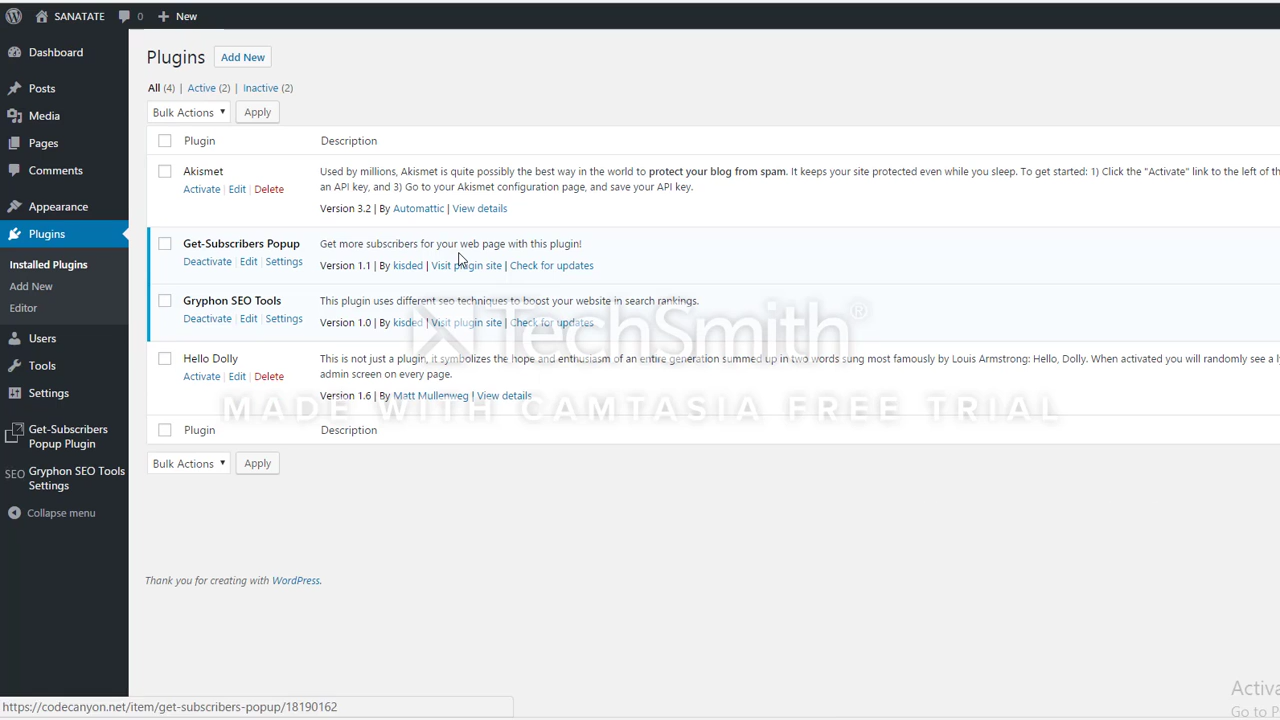 SANATATE 0 + New
Dashboard
Posts
Media
Pages
Comments
Appearance
Plugins
Installed Plugins
Add New
Editor
Users
Tools
Settings
Get-Subscribers
Popup Plugin
SEO Gryphon SEO Tools
Settings
Collapse menu
Plugins Add New
All (4) | Active (2) | Inactive (2)
Bulk Actions Apply
Plugin Description
Akismet
Activate | Edit | Delete
Used by millions, Akismet is quite possibly the best way in the world to protect your blog from spam. It keeps your site protected even while you sleep. To get started: 1) Click the "Activate" link to the left of
an API key, and 3) Go to your Akismet configuration page, and save your API key.
Version 3.2 | By Automattic | View details
Get-Subscribers Popup
Deactivate | Edit | Settings
Get more subscribers for your web page with this plugin!
Version 1.1 | By kisded | Visit plugin site | Check for updates
Gryphon SEO Tools
Deactivate | Edit | Settings
This plugin uses different seo techniques to boost your website in search rankings.
Version 1.0 | By kisded | Visit plugin site | Check for updates
Hello Dolly
Activate | Edit | Delete
This is not just a plugin, it symbolizes the hope and enthusiasm of an entire generation summed up in two words sung most famously by Louis Armstrong: Hello, Dolly. When activated you will randomly see a
admin screen on every page.
Version 1.6 | By Matt Mullenweg | View details
Plugin Description
Bulk Actions Apply
TechSmith®
MADE WITH CAMTASIA FREE TRIAL
Thank you for creating with WordPress.
https://codecanyon.net/item/get-subscribers-popup/18190162
Activa
Go to P